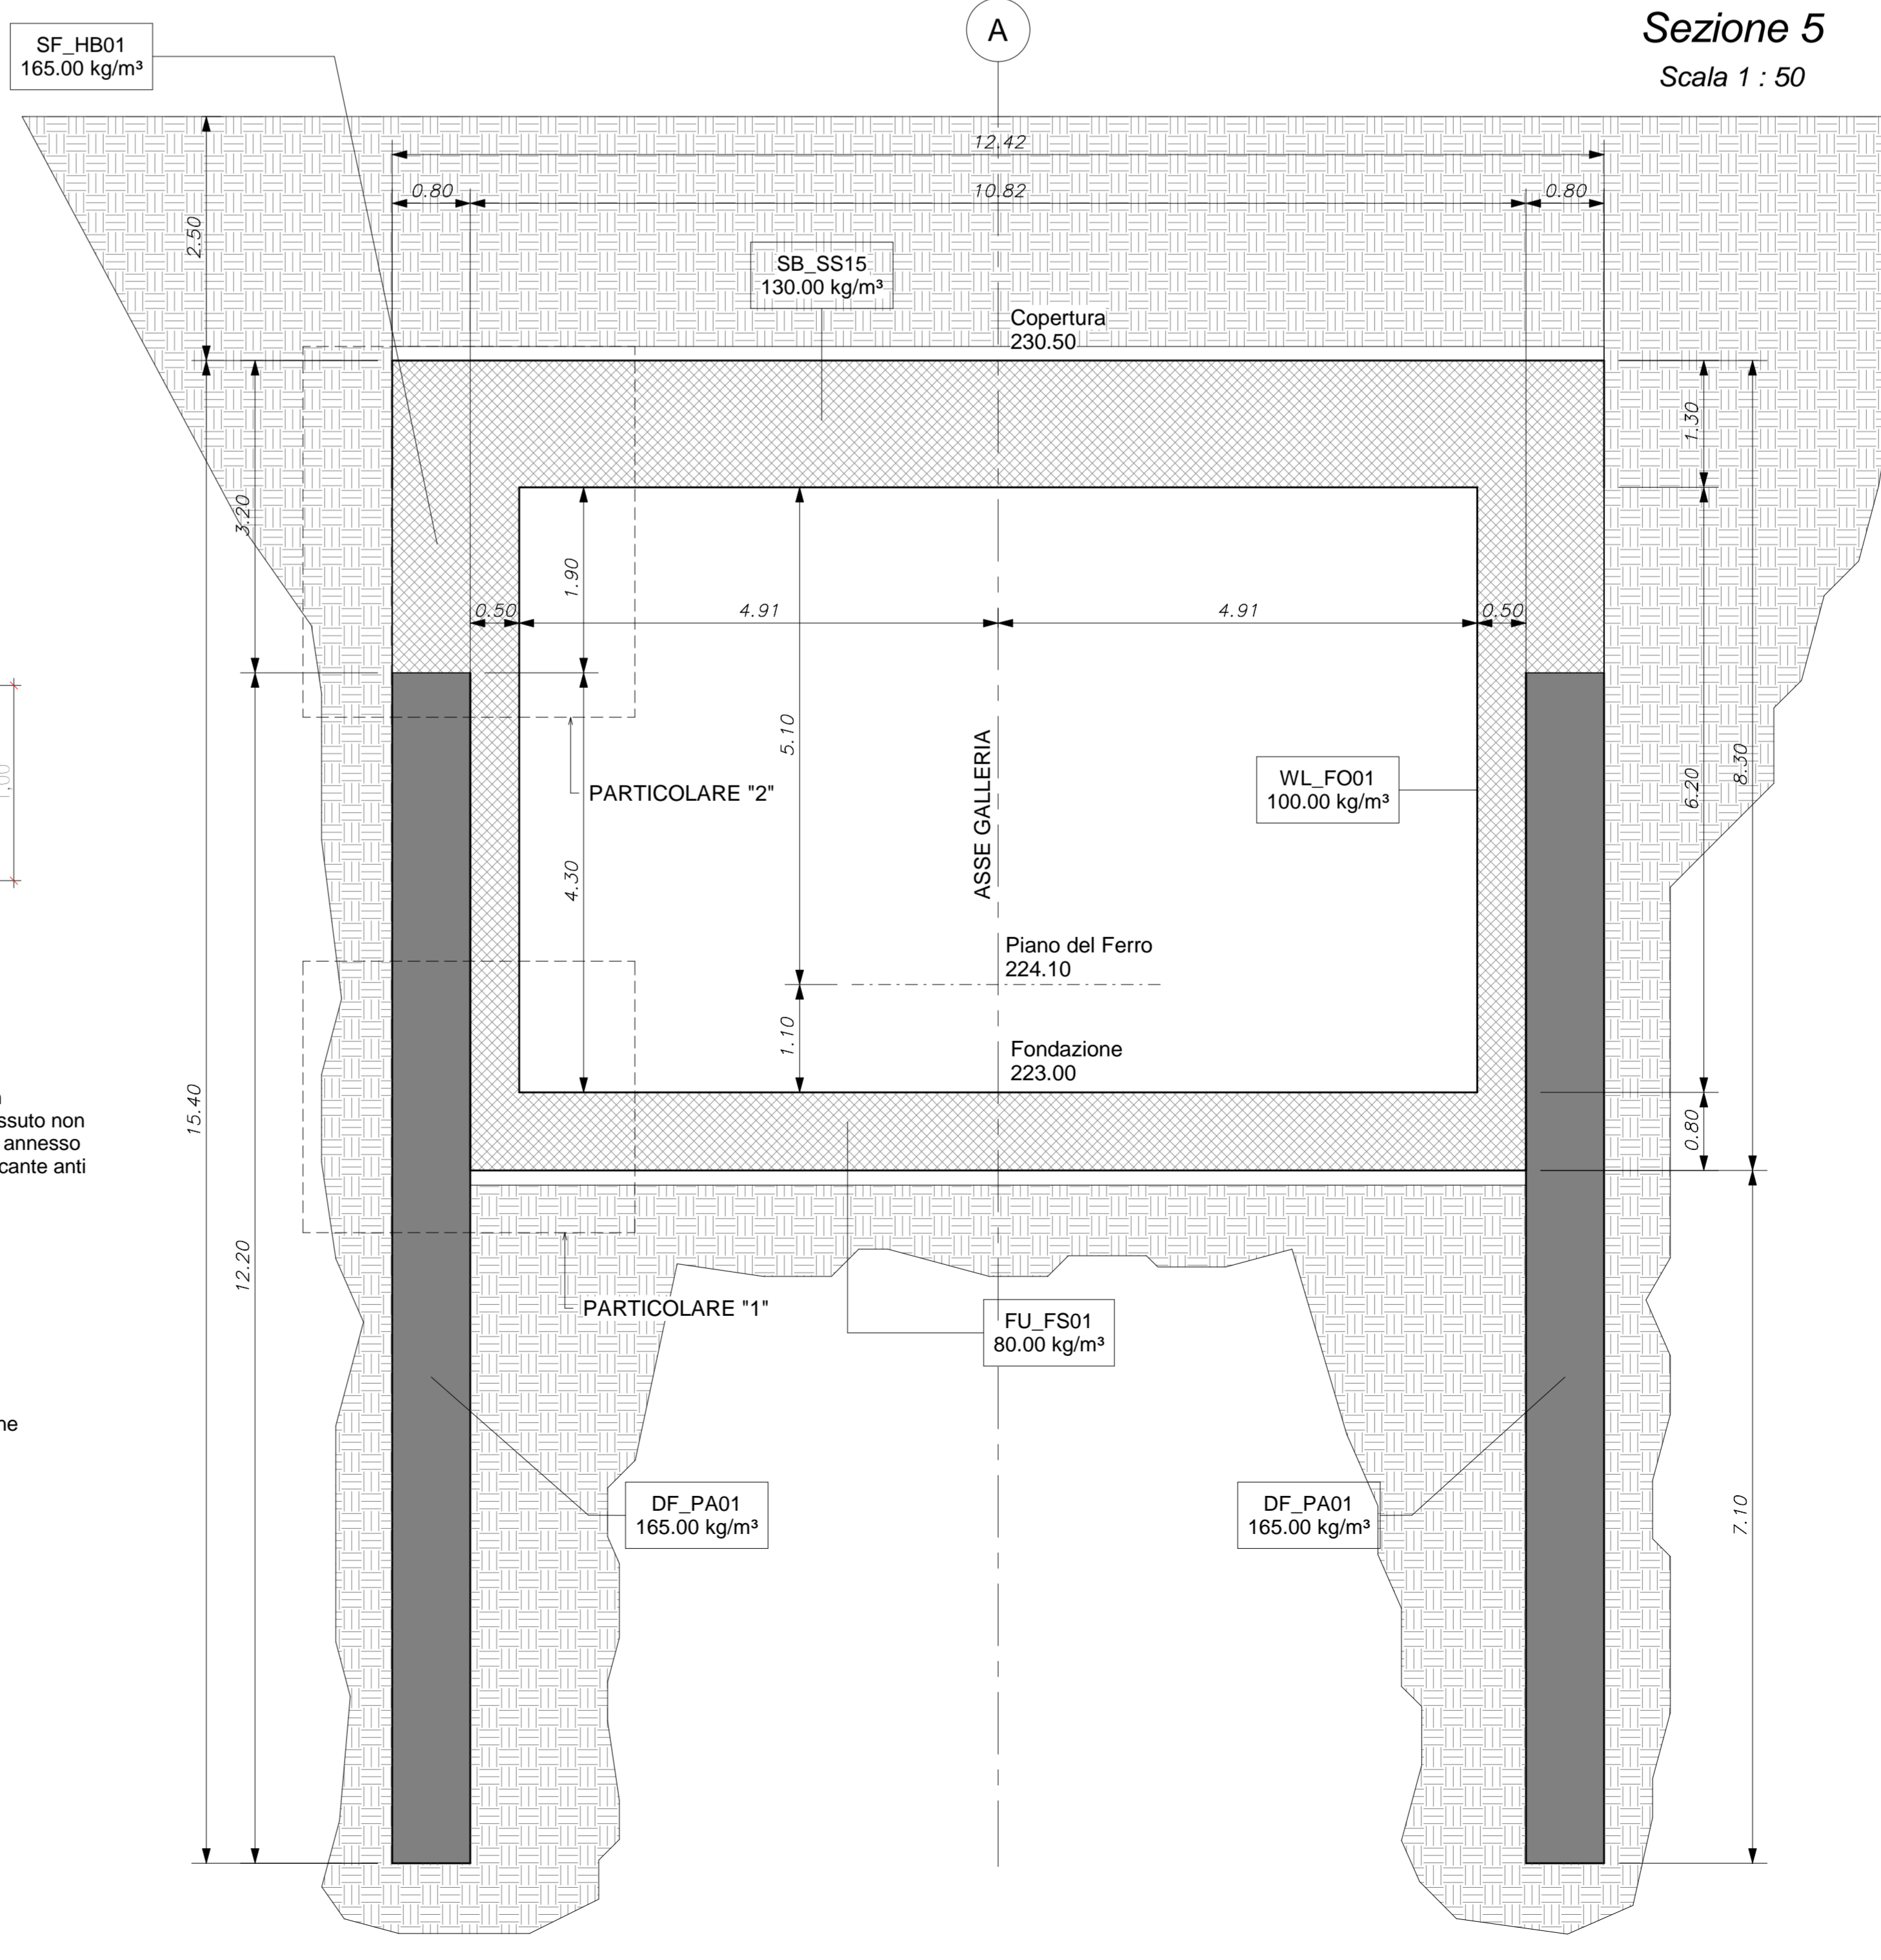 Sezione 5
Scala 1 : 50
A
SF_HB01
165.00 kg/m³
12.42
0.80
10.82
0.80
2.50
SB_SS15
130.00 kg/m³
Copertura
230.50
1.30
3.20
1.90
0.50
4.91
4.91
0.50
5.10
ASSE GALLERIA
PARTICOLARE "2"
WL_FO01
100.00 kg/m³
6.20
8.30
4.30
Piano del Ferro
224.10
1.10
Fondazione
223.00
15.40
0.80
ssuto non
annesso
cante anti
12.20
PARTICOLARE "1"
FU_FS01
80.00 kg/m³
ne
DF_PA01
165.00 kg/m³
DF_PA01
165.00 kg/m³
7.10